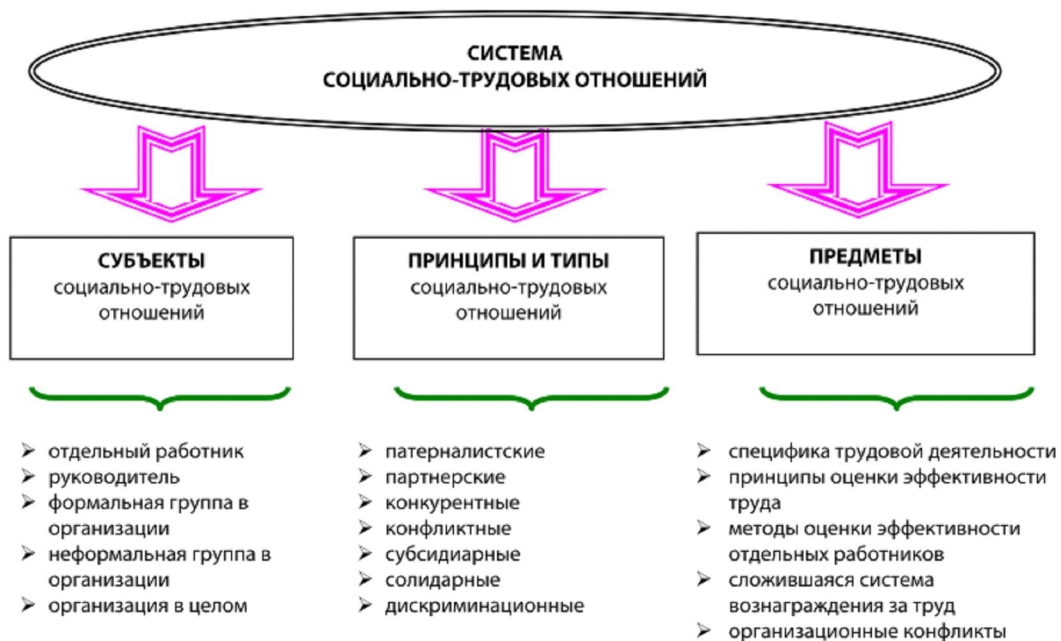 СИСТЕМА
СОЦИАЛЬНО-ТРУДОВЫХ ОТНОШЕНИЙ
СУБЪЕКТЫ
социально-трудовых
отношений
ПРИНЦИПЫ И ТИПЫ
социально-трудовых
отношений
ПРЕДМЕТЫ
социально-трудовых
отношений
➢ отдельный работник
➢ руководитель
➢ формальная группа в
организации
➢ неформальная группа в
организации
➢ организация в целом
➢ патерналистские
➢ партнерские
➢ конкурентные
➢ конфликтные
➢ субсидиарные
➢ солидарные
➢ дискриминационные
➢ специфика трудовой деятельности
➢ принципы оценки эффективности
труда
➢ методы оценки эффективности
отдельных работников
➢ сложившаяся система
вознаграждения за труд
➢ организационные конфликты